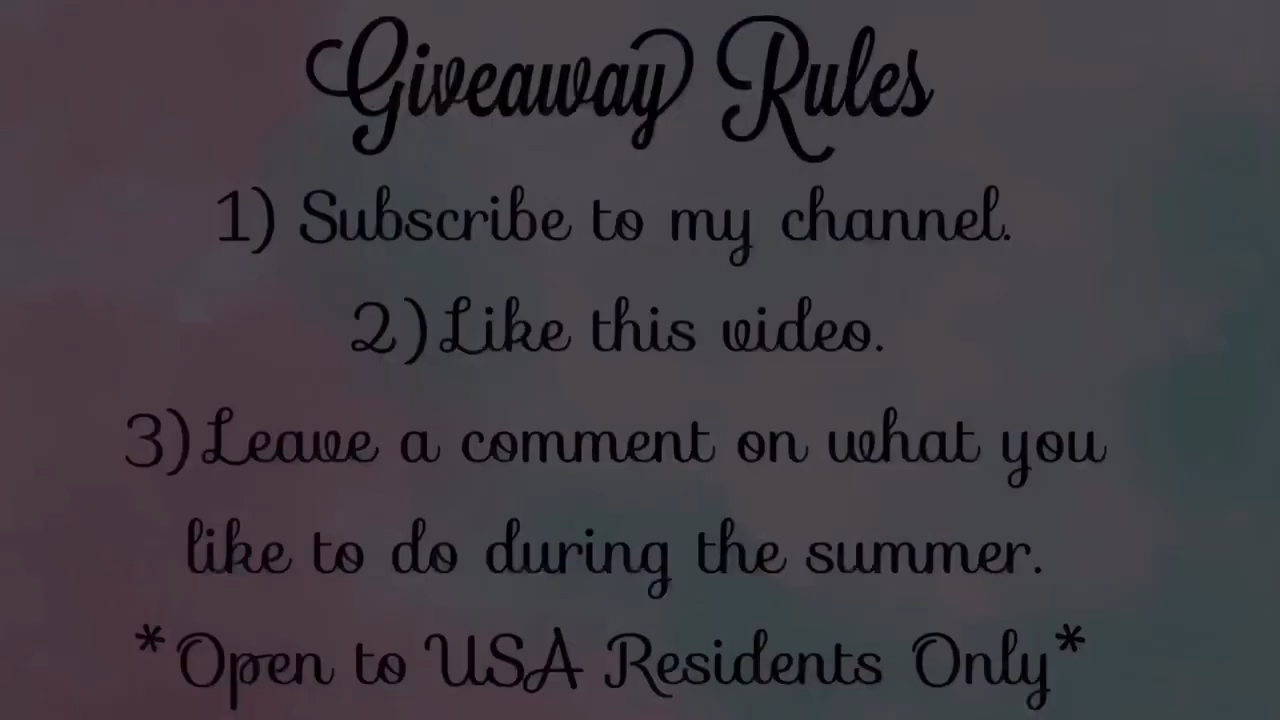 Giveaway Rules
1) Subscribe to my channel.
2) Like this video.
3) Leave a comment on what you
like to do during the summer.
*Open to USA Residents Only*